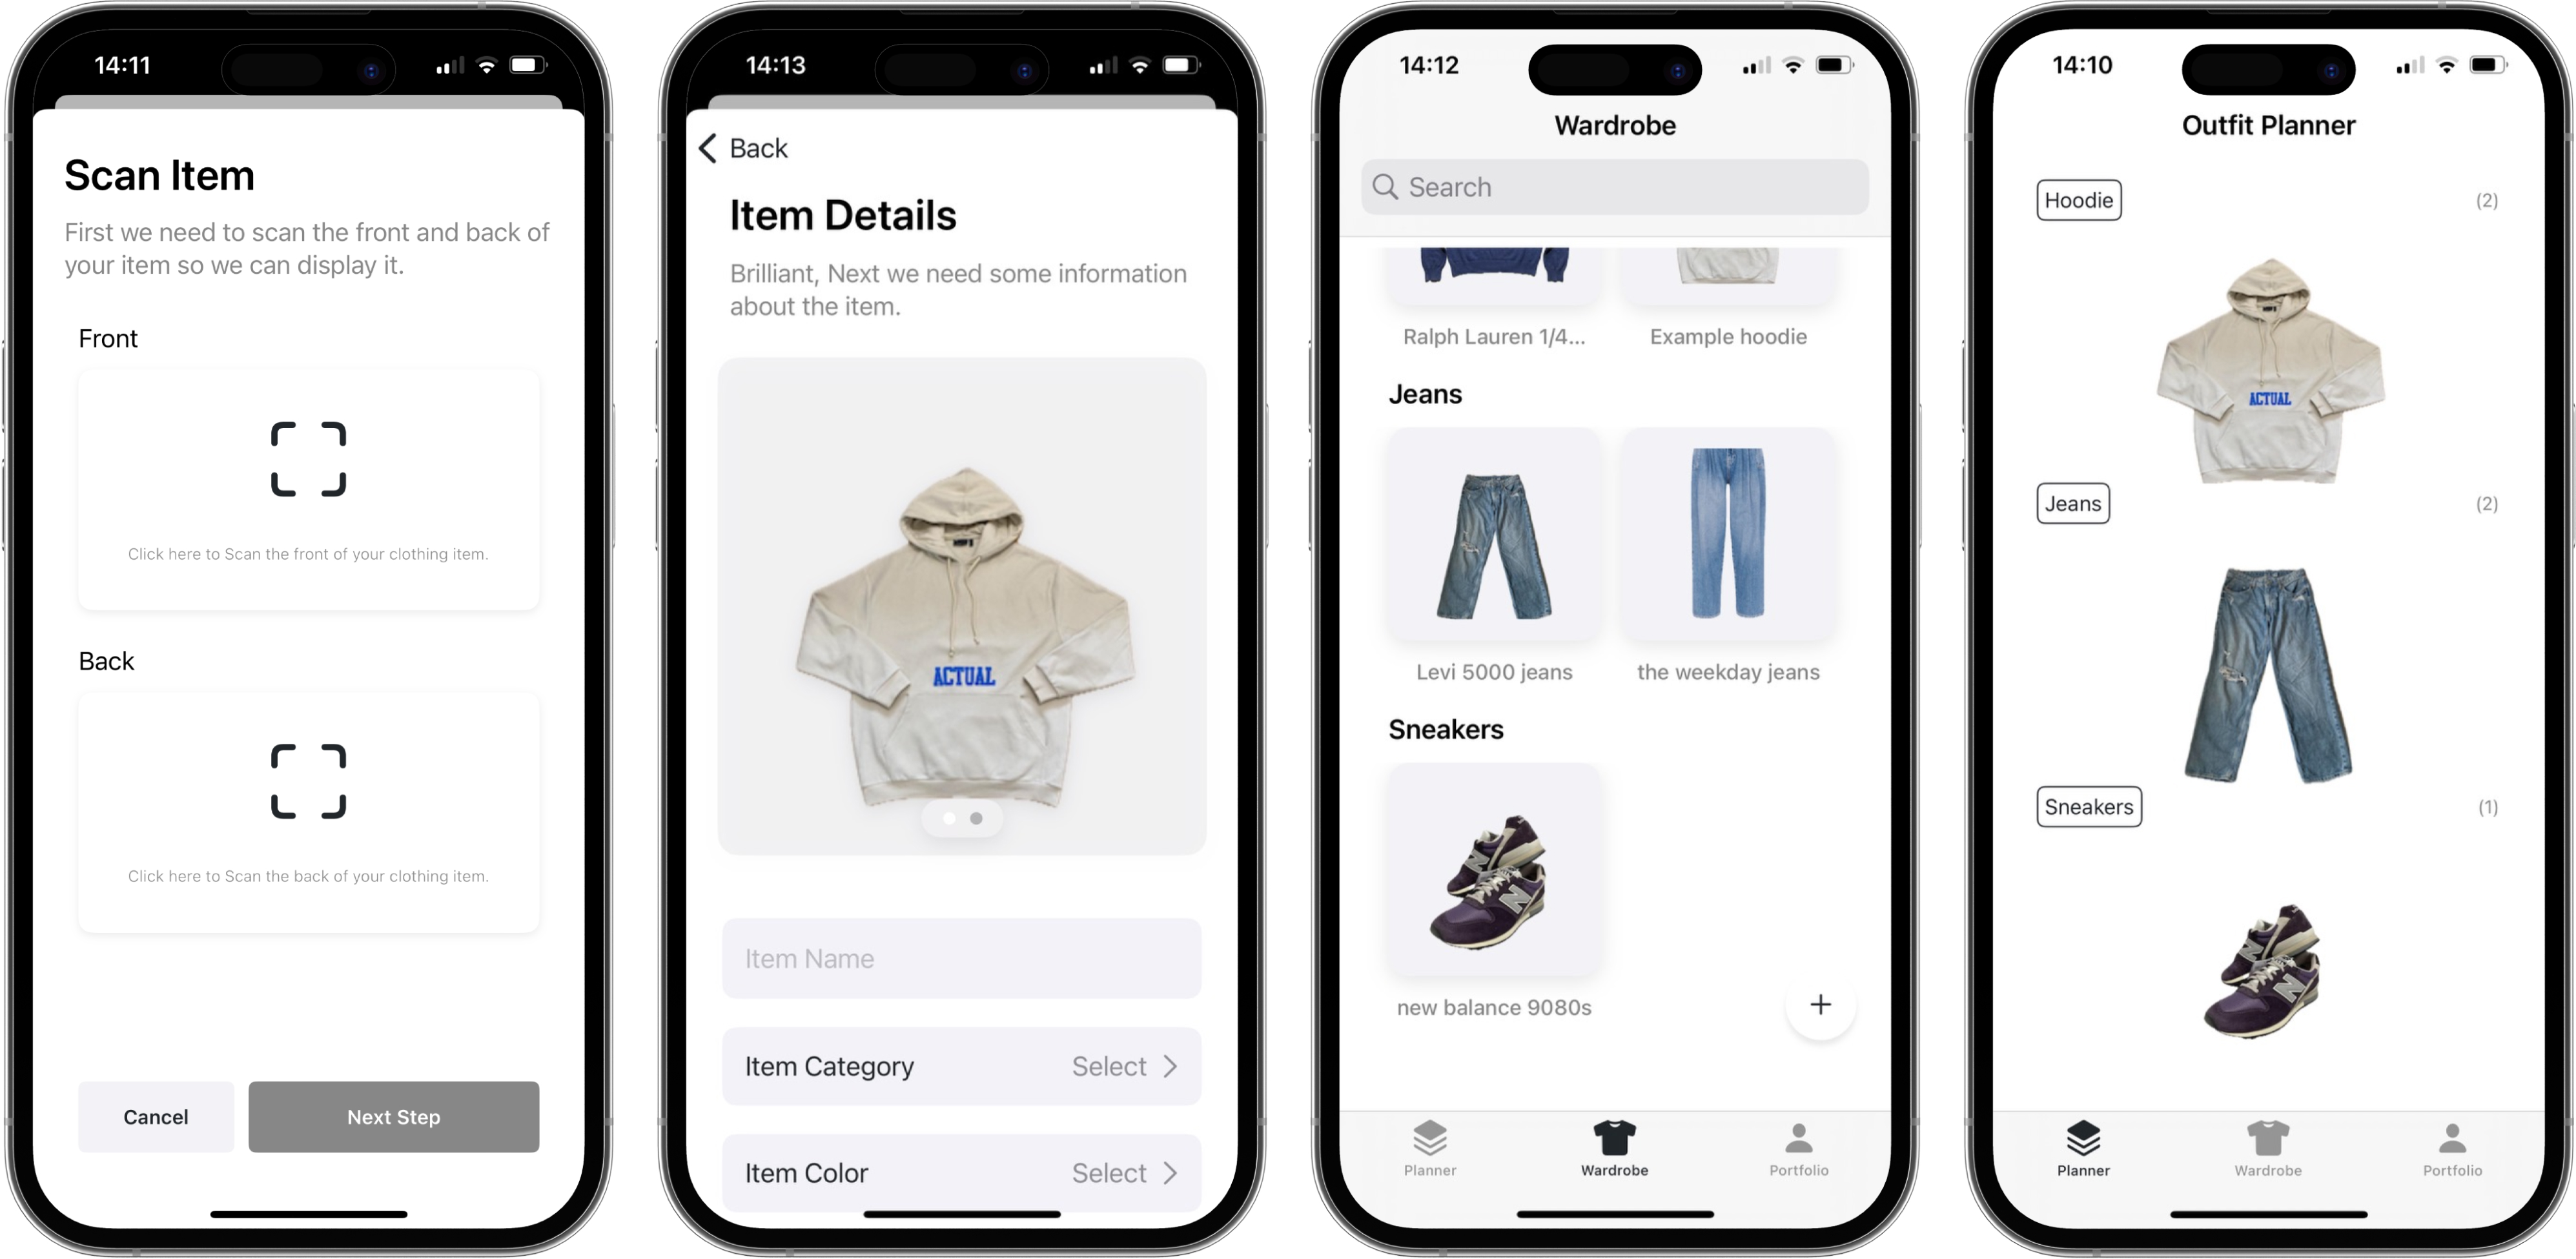 14:11
Scan Item
First we need to scan the front and back of
your item so we can display it.
Front
Click here to Scan the front of your clothing item.
Back
Click here to Scan the back of your clothing item.
Cancel
Next Step
14:13
Back
Item Details
Brilliant, Next we need some information
about the item.
ACTUAL
Item Name
Item Category Select
Item Color Select
14:12
Wardrobe
Search
Ralph Lauren 1/4...
Example hoodie
Jeans
Levi 5000 jeans
the weekday jeans
Sneakers
N
N
new balance 9080s
+
Planner
Wardrobe
Portfolio
14:10
Outfit Planner
Hoodie (2)
ACTUAL
Jeans (2)
Sneakers (1)
N
N
Planner
Wardrobe
Portfolio